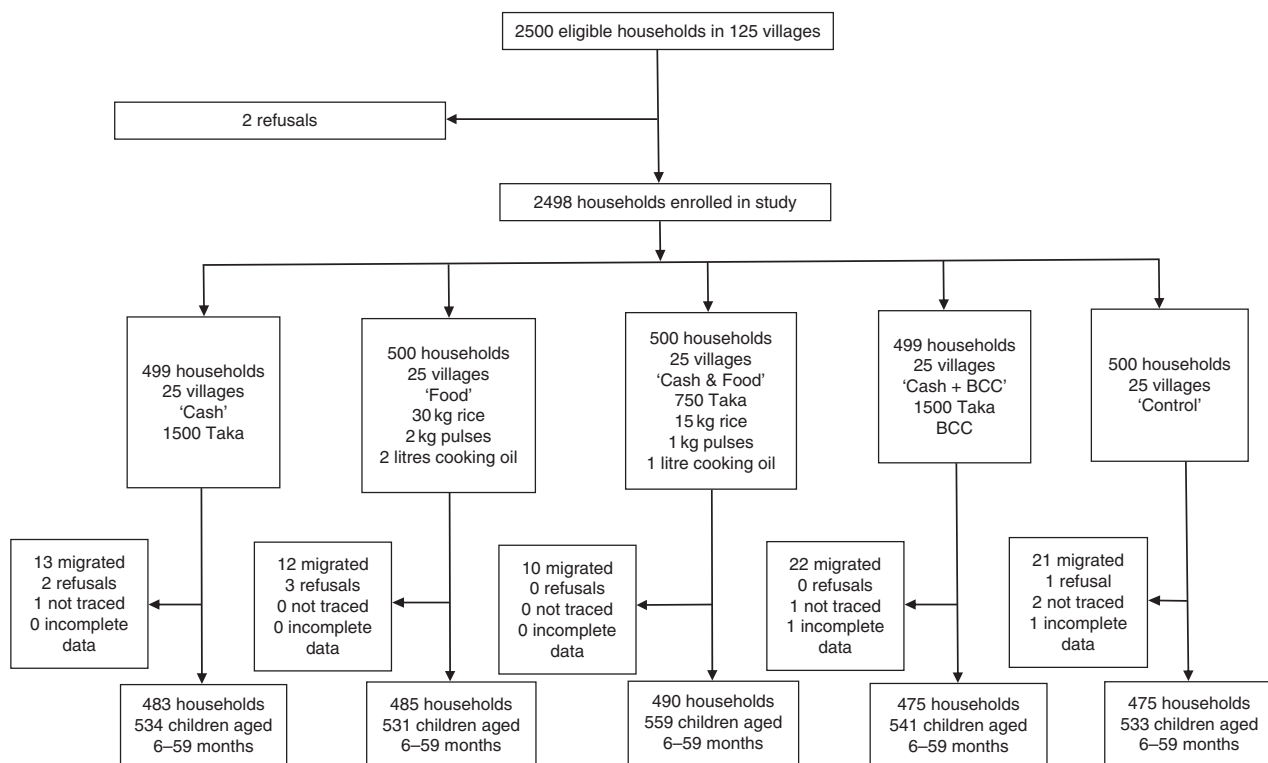 2500 eligible households in 125 villages
2 refusals
2498 households enrolled in study
499 households
25 villages
‘Cash’
1500 Taka
500 households
25 villages
‘Food’
30 kg rice
2 kg pulses
2 litres cooking oil
500 households
25 villages
‘Cash & Food’
750 Taka
15 kg rice
1 kg pulses
1 litre cooking oil
499 households
25 villages
‘Cash + BCC’
1500 Taka
BCC
500 households
25 villages
‘Control’
13 migrated
2 refusals
1 not traced
0 incomplete
data
12 migrated
3 refusals
0 not traced
0 incomplete
data
10 migrated
0 refusals
0 not traced
0 incomplete
data
22 migrated
0 refusals
1 not traced
1 incomplete
data
21 migrated
1 refusal
2 not traced
1 incomplete
data
483 households
534 children aged
6–59 months
485 households
531 children aged
6–59 months
490 households
559 children aged
6–59 months
475 households
541 children aged
6–59 months
475 households
533 children aged
6–59 months